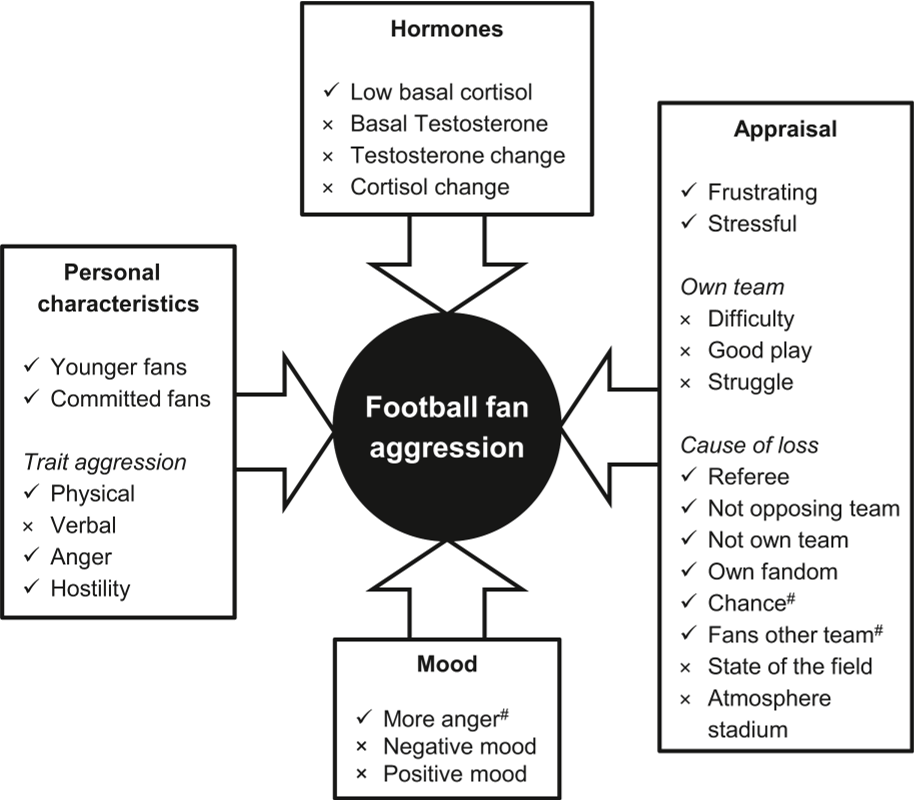 Hormones
✓ Low basal cortisol
× Basal Testosterone
× Testosterone change
× Cortisol change
Appraisal
✓ Frustrating
✓ Stressful
Own team
× Difficulty
× Good play
× Struggle
Cause of loss
✓ Referee
✓ Not opposing team
✓ Not own team
✓ Own fandom
✓ Chance#
✓ Fans other team#
× State of the field
× Atmosphere
stadium
Personal
characteristics
✓ Younger fans
✓ Committed fans
Trait aggression
✓ Physical
× Verbal
✓ Anger
✓ Hostility
Football fan
aggression
Mood
✓ More anger#
× Negative mood
× Positive mood